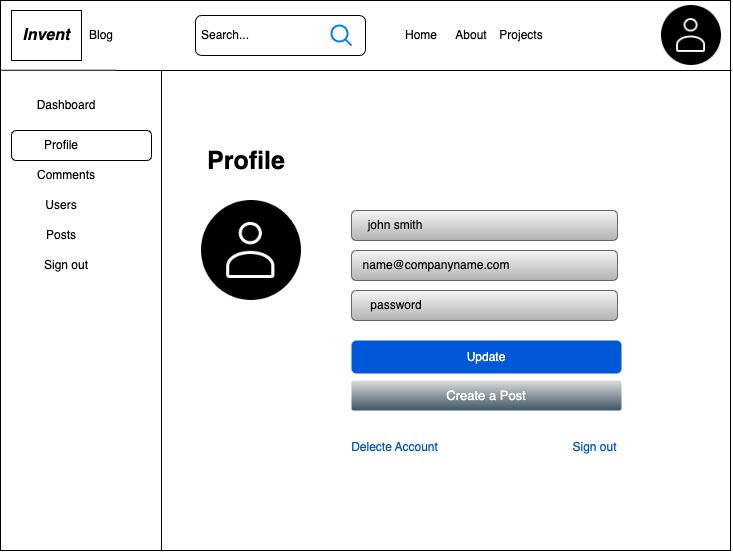 Invent Blog Search... Home About Projects
Dashboard
Profile
Comments
Users
Posts
Sign out
Profile
john smith
name@companyname.com
password
Update
Create a Post
Delecte Account Sign out